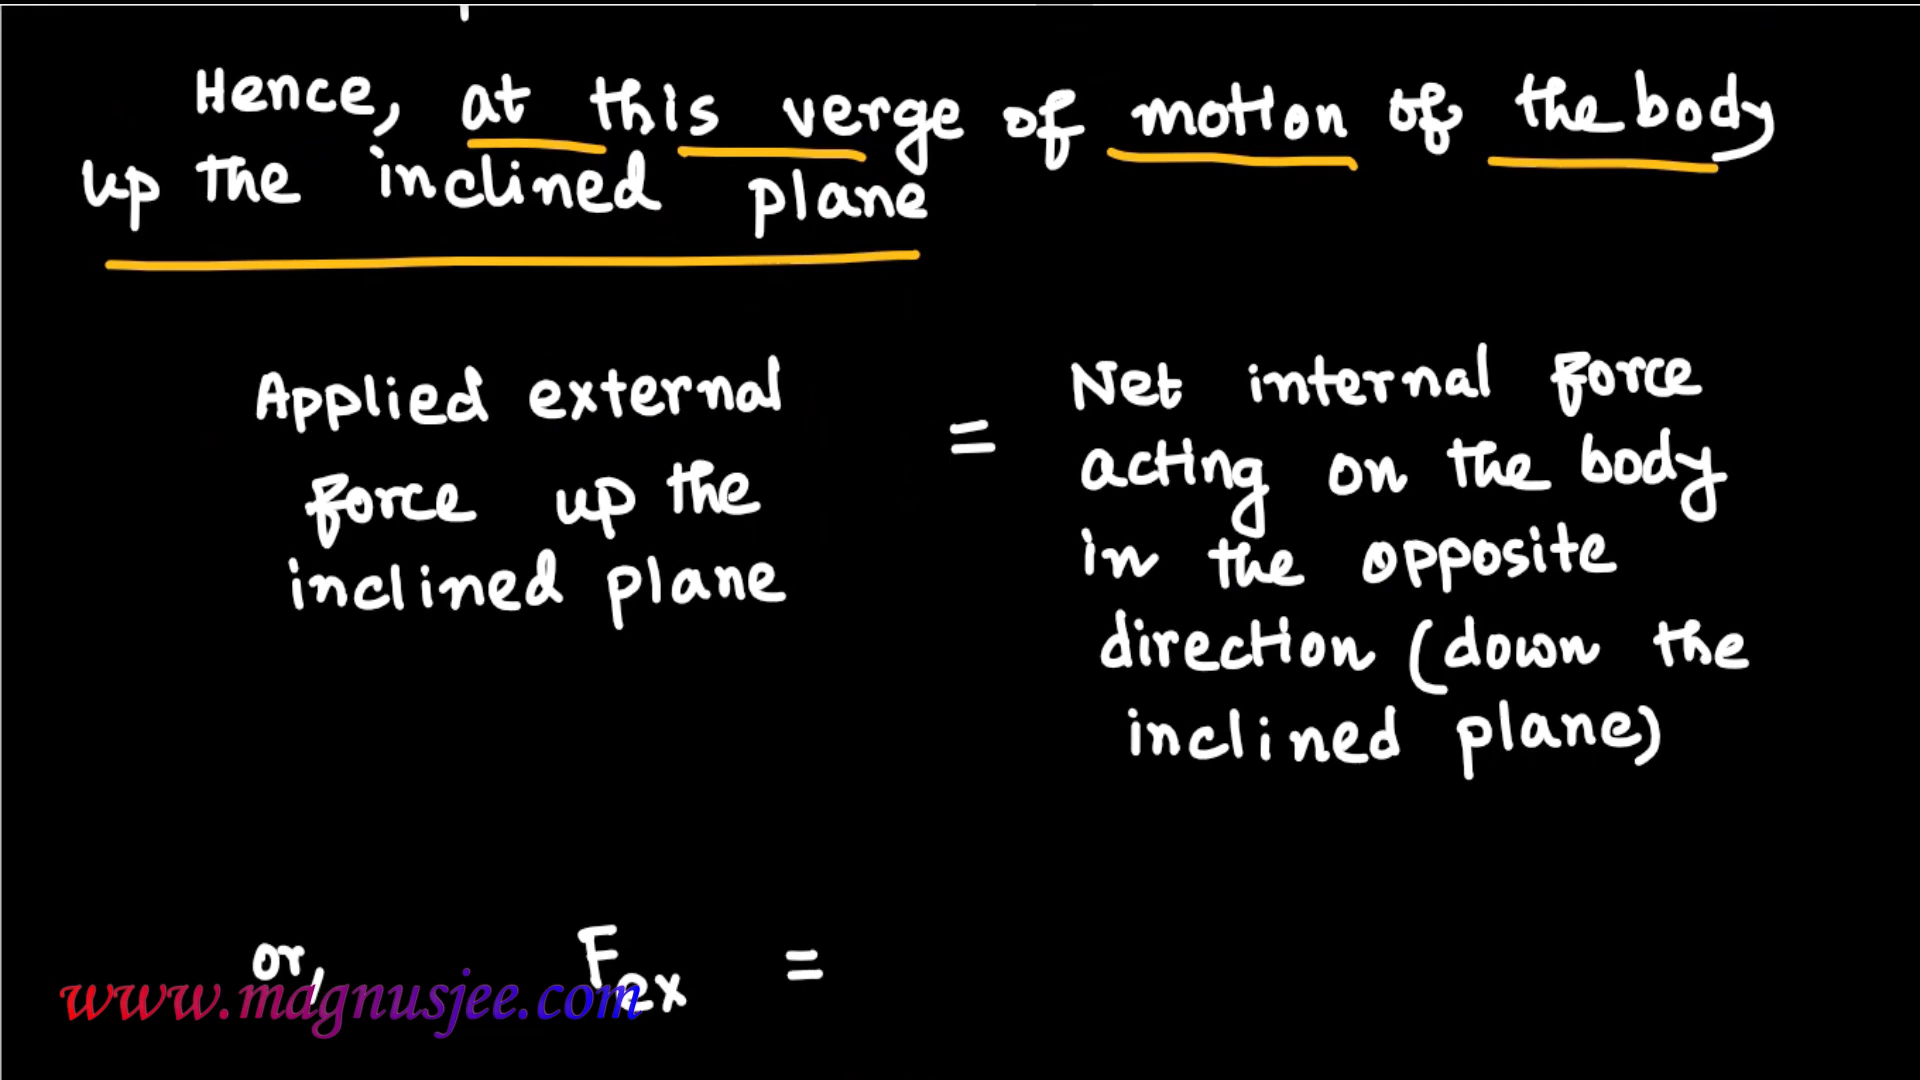 Hence, at this verge of motion of the body
up the inclined plane
Applied external
force up the
inclined plane
=
Net internal force
acting on the body
in the opposite
direction (down the
inclined plane)
or, Fex =
www.magnusjee.com